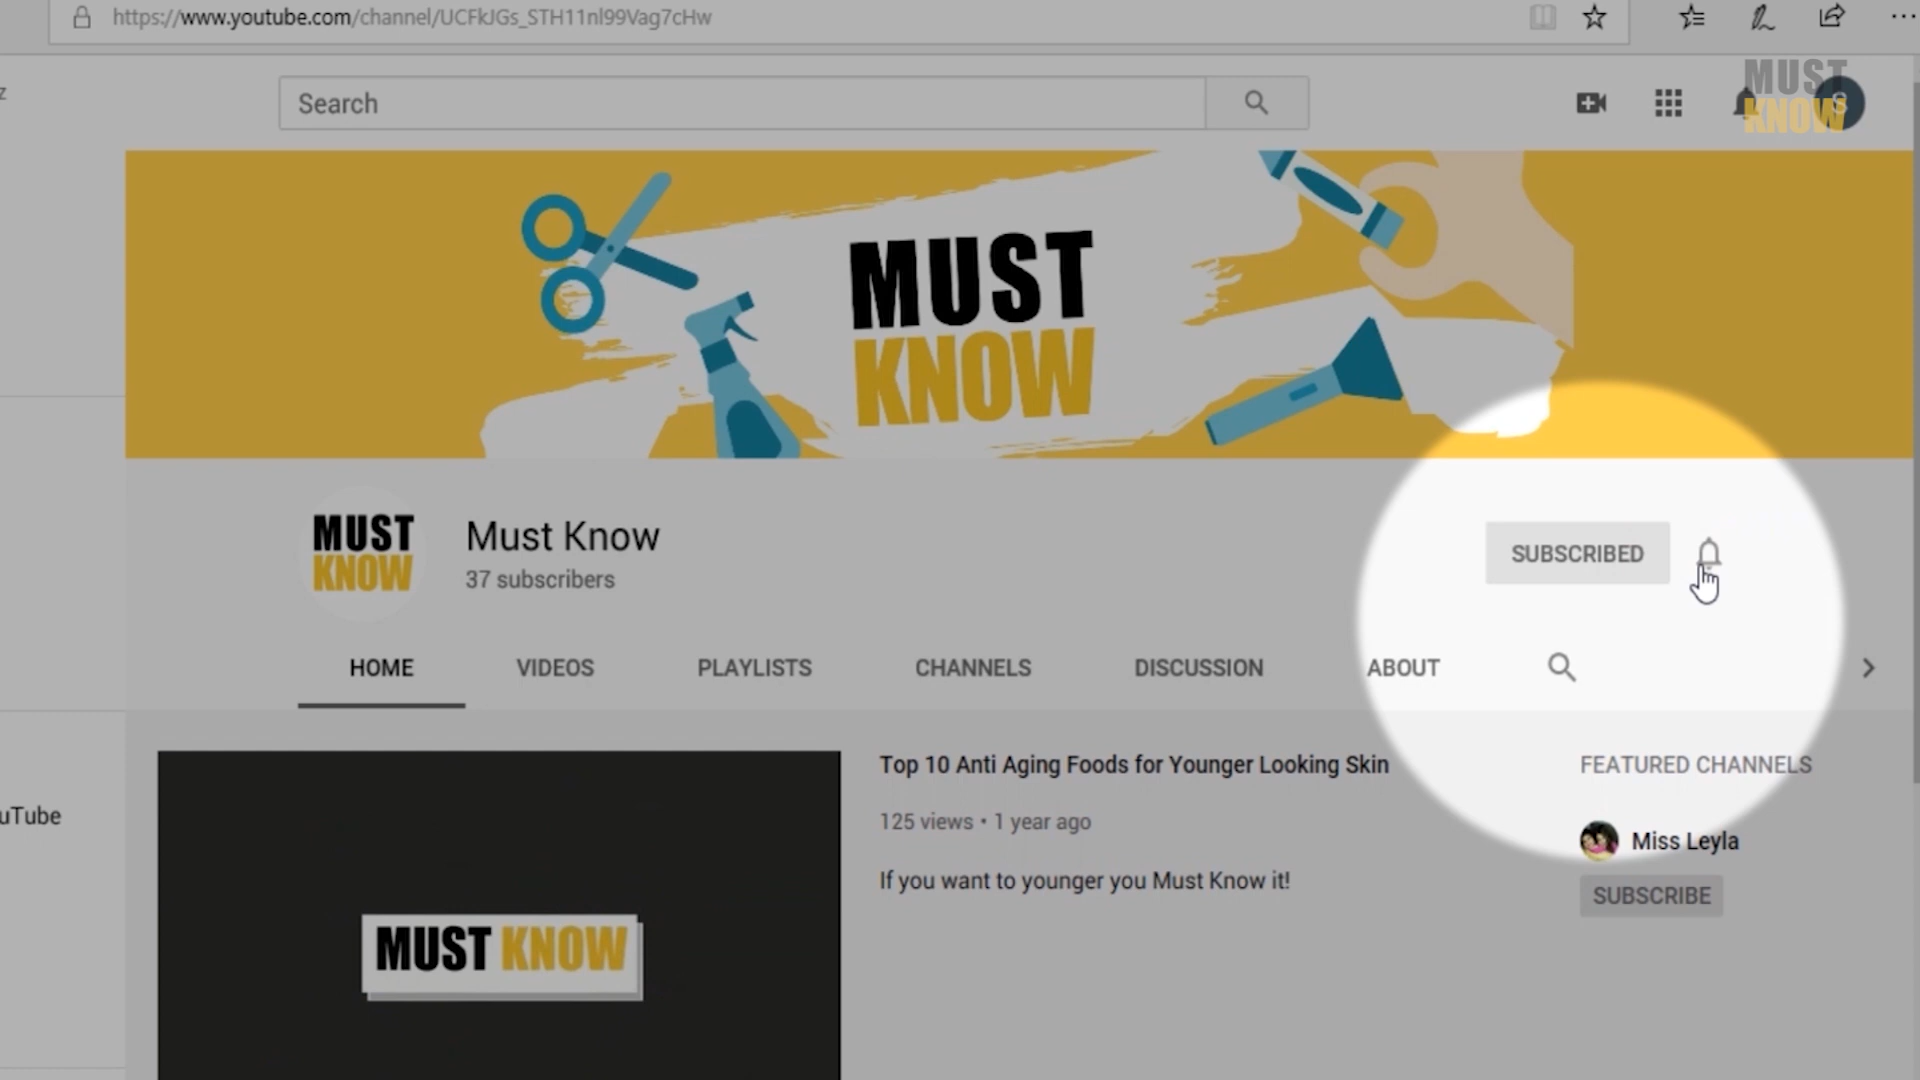 https://www.youtube.com/channel/UCFkJGs_STH11nl99Vag7cHw
z
Search
MUST
KNOW
S
MUST
KNOW
MUST
KNOW
Must Know
37 subscribers
SUBSCRIBED
HOME
VIDEOS
PLAYLISTS
CHANNELS
DISCUSSION
ABOUT
Top 10 Anti Aging Foods for Younger Looking Skin
125 views • 1 year ago
If you want to younger you Must Know it!
MUST KNOW
FEATURED CHANNELS
Miss Leyla
SUBSCRIBE
uTube